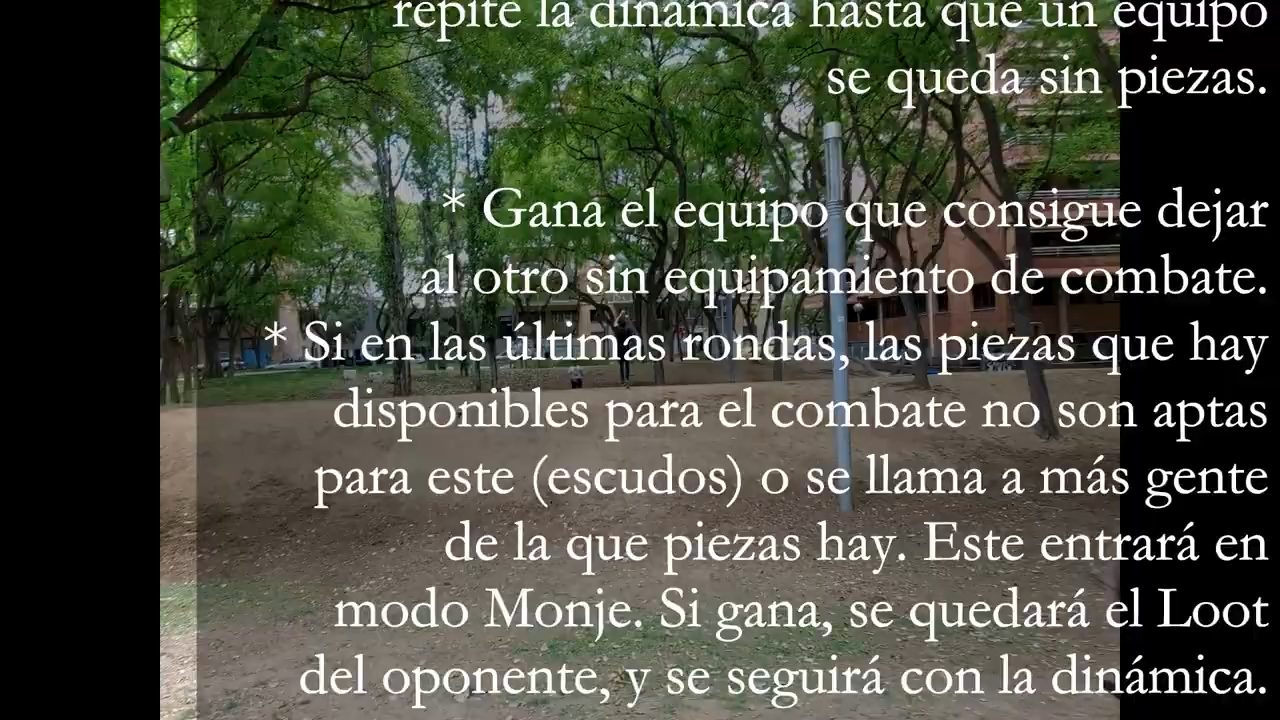 repite la dinámica hasta que un equipo
se queda sin piezas.
* Gana el equipo que consigue dejar
al otro sin equipamiento de combate.
* Si en las últimas rondas, las piezas que hay
disponibles para el combate no son aptas
para este (escudos) o se llama a más gente
de la que piezas hay. Este entrará en
modo Monje. Si gana, se quedará el Loot
del oponente, y se seguirá con la dinámica.